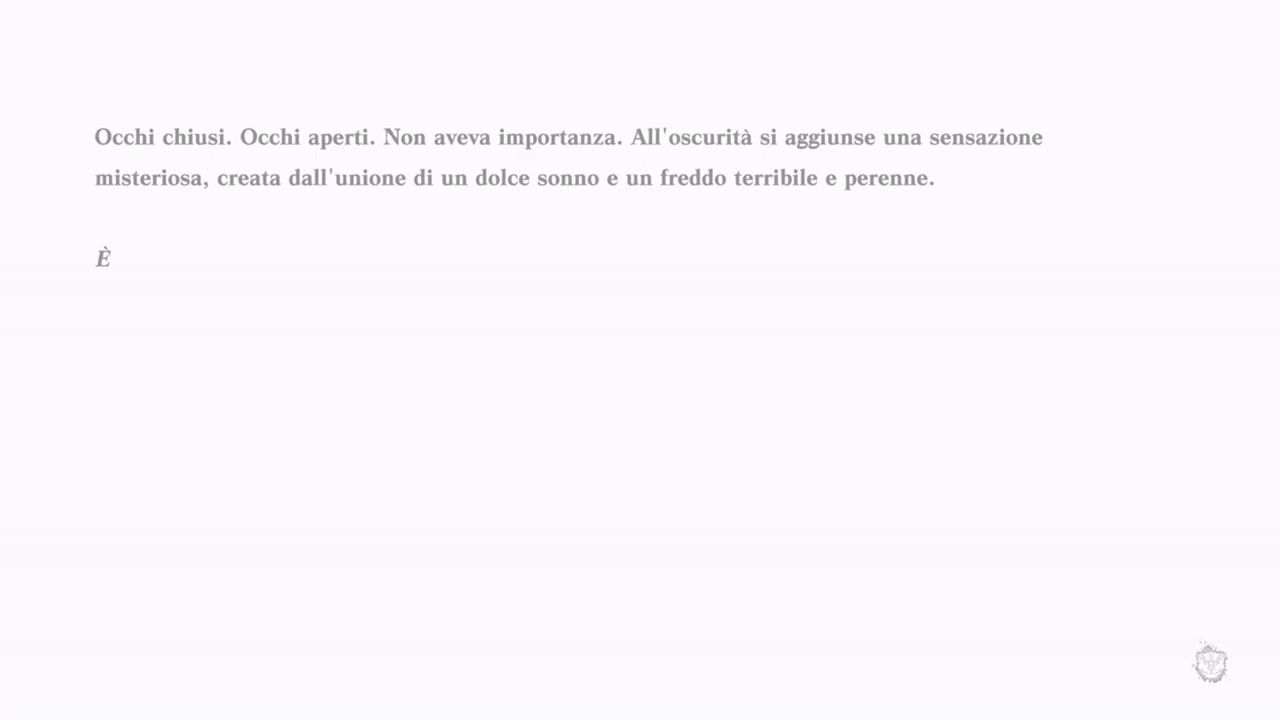 Occhi chiusi. Occhi aperti. Non aveva importanza. All'oscurità si aggiunse una sensazione
misteriosa, creata dall'unione di un dolce sonno e un freddo terribile e perenne.
È